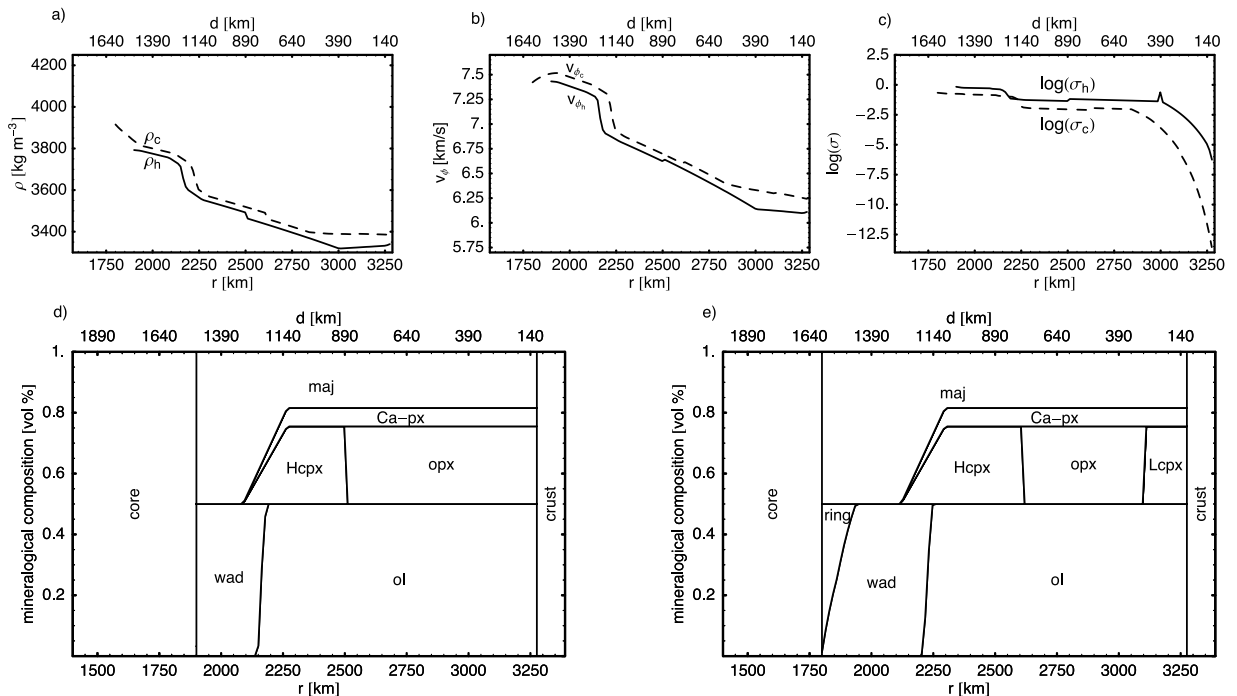 a)
d [km]
1640 1390 1140 890 640 390 140
4200
4000
3800
3600
3400
ρ [kg m⁻³]
ρc
ρh
1750 2000 2250 2500 2750 3000 3250
r [km]
b)
d [km]
1640 1390 1140 890 640 390 140
7.5
7.25
7.
6.75
6.5
6.25
6.
5.75
vϕ [km/s]
vϕc
vϕh
1750 2000 2250 2500 2750 3000 3250
r [km]
c)
d [km]
1640 1390 1140 890 640 390 140
2.5
0.
−2.5
−5.
−7.5
−10.
−12.5
log(σ)
log(σh)
log(σc)
1750 2000 2250 2500 2750 3000 3250
r [km]
d)
d [km]
1890 1640 1390 1140 890 640 390 140
1.
0.8
0.6
0.4
0.2
mineralogical composition [vol %]
core
maj
Ca−px
Hcpx
opx
wad
ol
crust
1500 1750 2000 2250 2500 2750 3000 3250
r [km]
e)
d [km]
1890 1640 1390 1140 890 640 390 140
1.
0.8
0.6
0.4
0.2
mineralogical composition [vol %]
core
maj
Ca−px
Hcpx
opx
Lcpx
ring
wad
ol
crust
1500 1750 2000 2250 2500 2750 3000 3250
r [km]